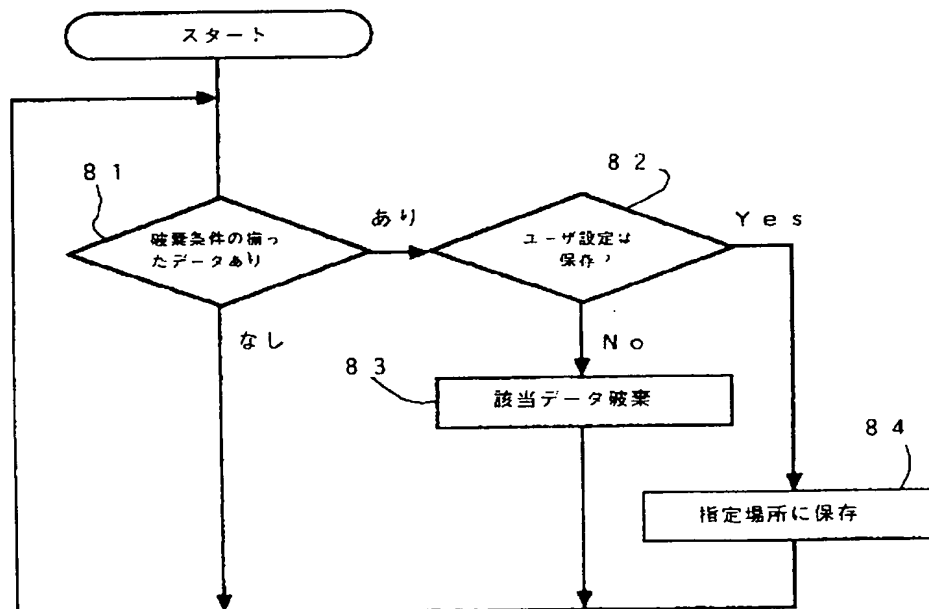 スタート
81
破棄条件の揃っ
たデータあり
あり
82
ユーザ設定は
保存?
Yes
なし
No
83
該当データ破棄
84
指定場所に保存